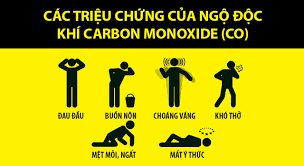 CÁC TRIỆU CHỨNG CỦA NGỘ ĐỘC
KHÍ CARBON MONOXIDE (CO)
ĐAU ĐẦU
BUỒN NÔN
CHOÁNG VÁNG
KHÓ THỞ
MỆT MỎI, NGẤT
MẤT Ý THỨC